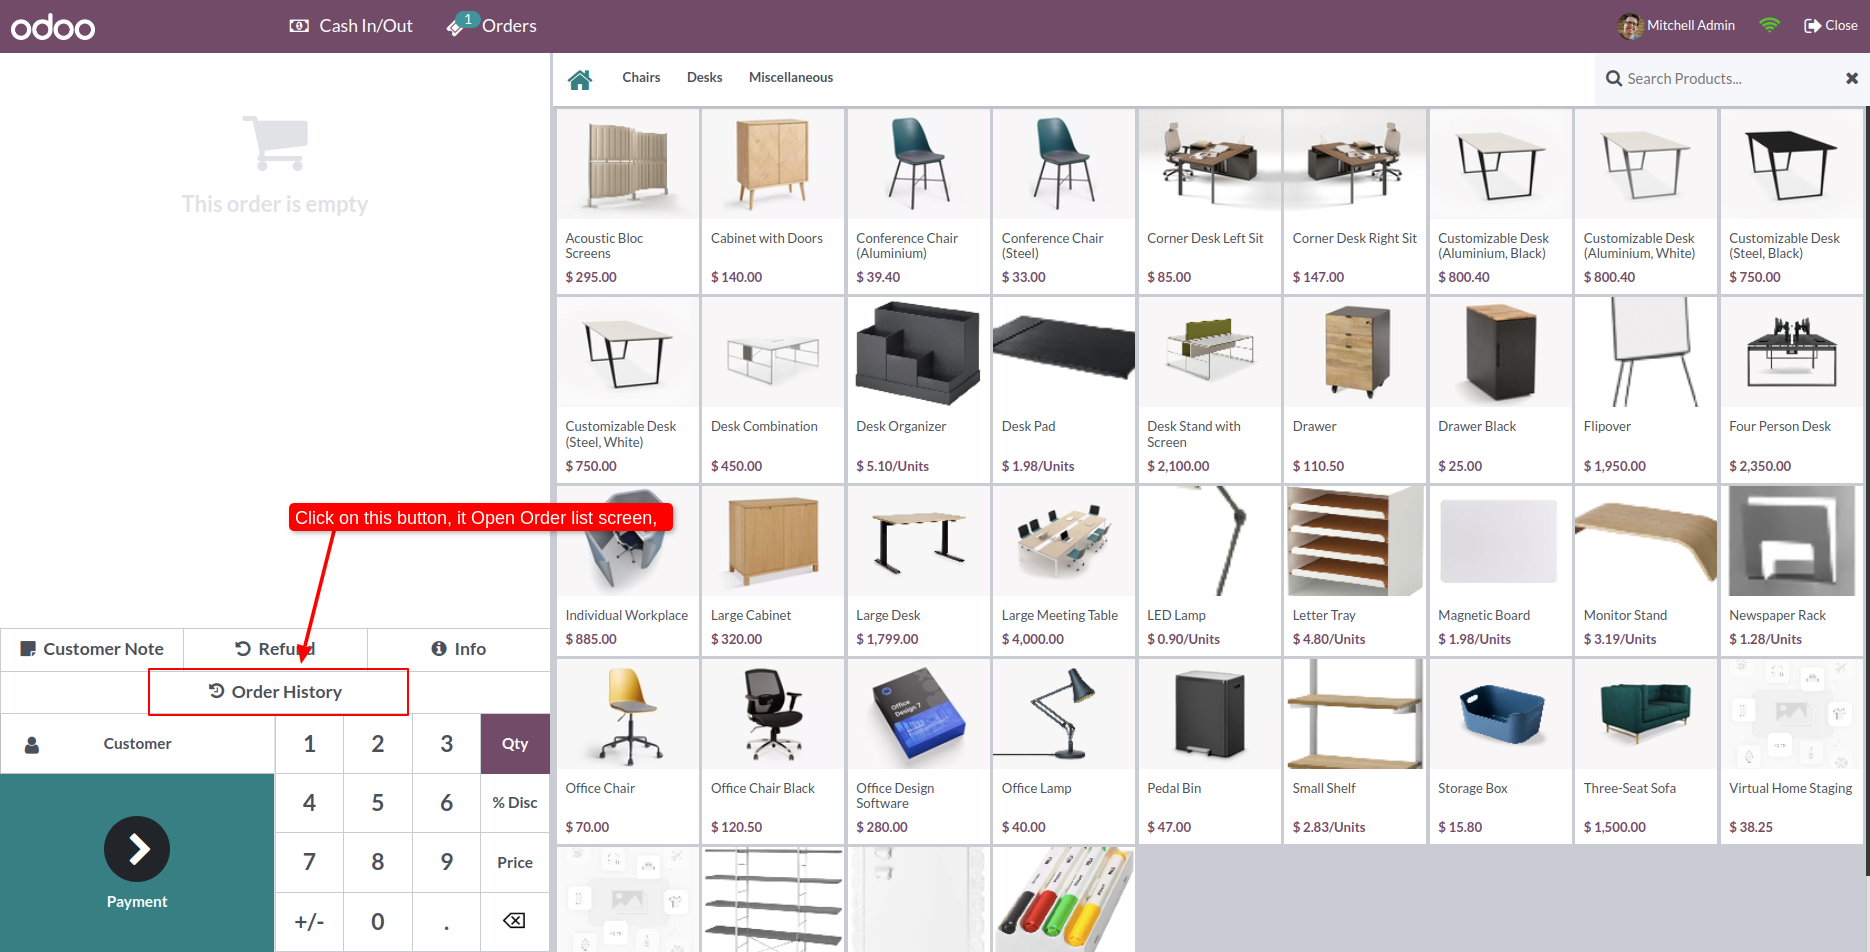 odoo
Cash In/Out
1
Orders
Mitchell Admin
Close
This order is empty
Chairs
Desks
Miscellaneous
Search Products...
Acoustic Bloc
Screens
$ 295.00
Cabinet with Doors
$ 140.00
Conference Chair
(Aluminium)
$ 39.40
Conference Chair
(Steel)
$ 33.00
Corner Desk Left Sit
$ 85.00
Corner Desk Right Sit
$ 147.00
Customizable Desk
(Aluminium, Black)
$ 800.40
Customizable Desk
(Aluminium, White)
$ 800.40
Customizable Desk
(Steel, Black)
$ 750.00
Customizable Desk
(Steel, White)
$ 750.00
Desk Combination
$ 450.00
Desk Organizer
$ 5.10/Units
Desk Pad
$ 1.98/Units
Desk Stand with
Screen
$ 2,100.00
Drawer
$ 110.50
Drawer Black
$ 25.00
Flipover
$ 1,950.00
Four Person Desk
$ 2,350.00
Click on this button, it Open Order list screen,
Individual Workplace
$ 885.00
Large Cabinet
$ 320.00
Large Desk
$ 1,799.00
Large Meeting Table
$ 4,000.00
LED Lamp
$ 0.90/Units
Letter Tray
$ 4.80/Units
Magnetic Board
$ 1.98/Units
Monitor Stand
$ 3.19/Units
Newspaper Rack
$ 1.28/Units
Customer Note
Refund
Info
Order History
Customer
1
2
3
Qty
4
5
6
% Disc
7
8
9
Price
+/-
0
.
Payment
Office Chair
$ 70.00
Office Chair Black
$ 120.50
Office
Design 7
Office Design
Software
$ 280.00
Office Lamp
$ 40.00
Pedal Bin
$ 47.00
Small Shelf
$ 2.83/Units
Storage Box
$ 15.80
Three-Seat Sofa
$ 1,500.00
Virtual Home Staging
$ 38.25